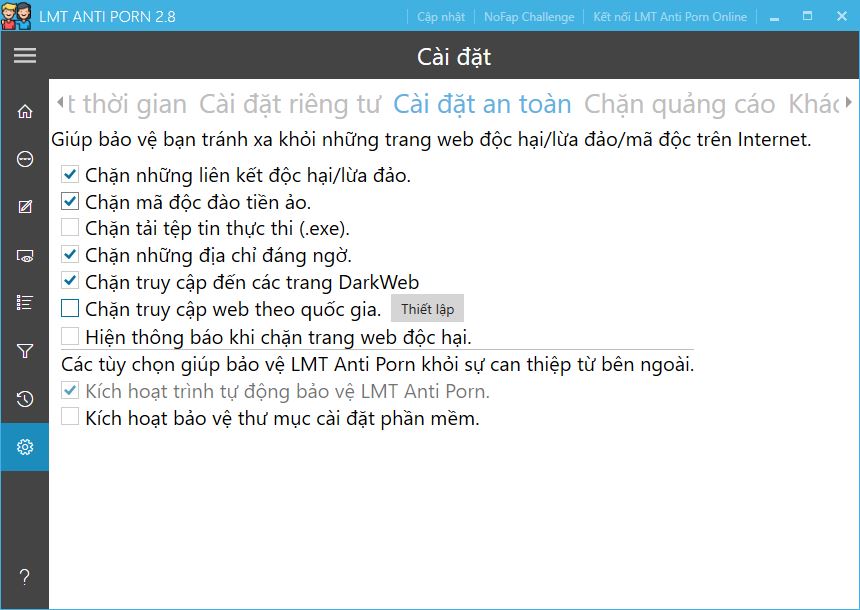 LMT ANTI PORN 2.8
Cập nhật
NoFap Challenge
Kết nối LMT Anti Porn Online
Cài đặt
t thời gian Cài đặt riêng tư Cài đặt an toàn Chặn quảng cáo Khác
Giúp bảo vệ bạn tránh xa khỏi những trang web độc hại/lừa đảo/mã độc trên Internet.
Chặn những liên kết độc hại/lừa đảo.
Chặn mã độc đào tiền ảo.
Chặn tải tệp tin thực thi (.exe).
Chặn những địa chỉ đáng ngờ.
Chặn truy cập đến các trang DarkWeb
Chặn truy cập web theo quốc gia. Thiết lập
Hiện thông báo khi chặn trang web độc hại.
Các tùy chọn giúp bảo vệ LMT Anti Porn khỏi sự can thiệp từ bên ngoài.
Kích hoạt trình tự động bảo vệ LMT Anti Porn.
Kích hoạt bảo vệ thư mục cài đặt phần mềm.
?